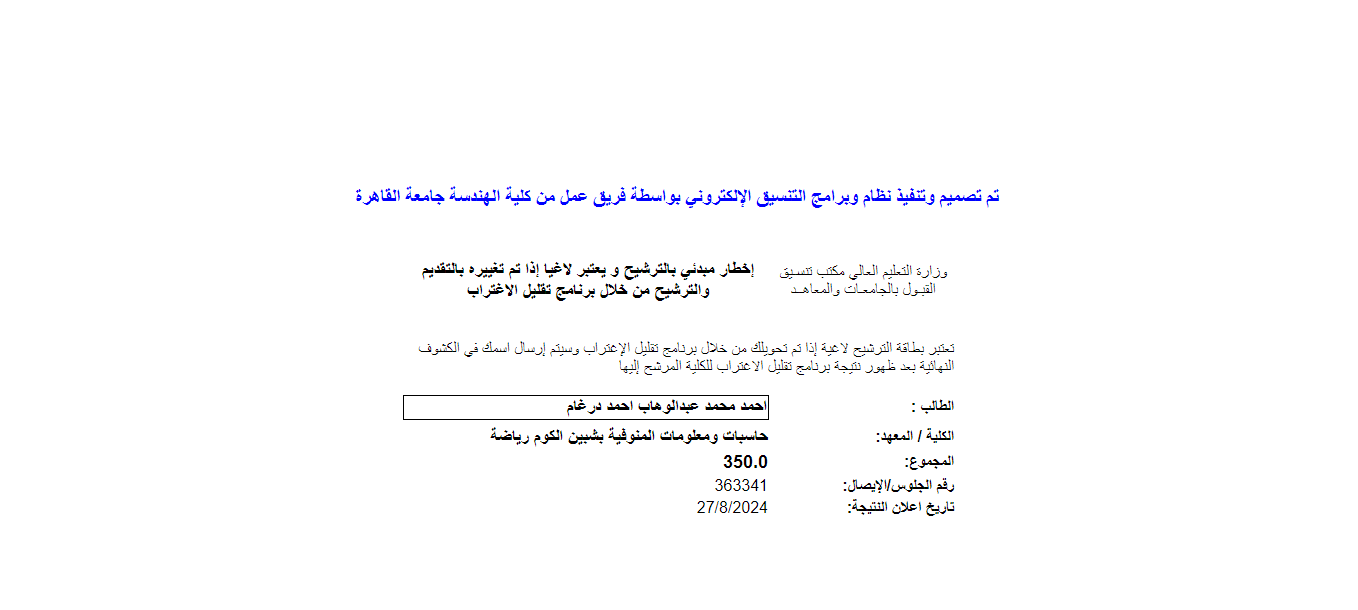 تم تصميم وتنفيذ نظام وبرامج التنسيق الإلكتروني بواسطة فريق عمل من كلية الهندسة جامعة القاهرة
وزارة التعليم العالي مكتب تنسـيق
القبـول بالجامعـات والمعاهــد
إخطار مبدئي بالترشيح و يعتبر لاغيا إذا تم تغييره بالتقديم
والترشيح من خلال برنامج تقليل الاغتراب
تعتبر بطاقة الترشيح لاغية إذا تم تحويلك من خلال برنامج تقليل الإغتراب وسيتم إرسال اسمك في الكشوف
النهائية بعد ظهور نتيجة برنامج تقليل الاغتراب للكلية المرشح إليها
الطالب : احمد محمد عبدالوهاب احمد درغام
الكلية / المعهد: حاسبات ومعلومات المنوفية بشبين الكوم رياضة
المجموع: 350.0
رقم الجلوس/الإيصال: 363341
تاريخ اعلان النتيجة: 27/8/2024